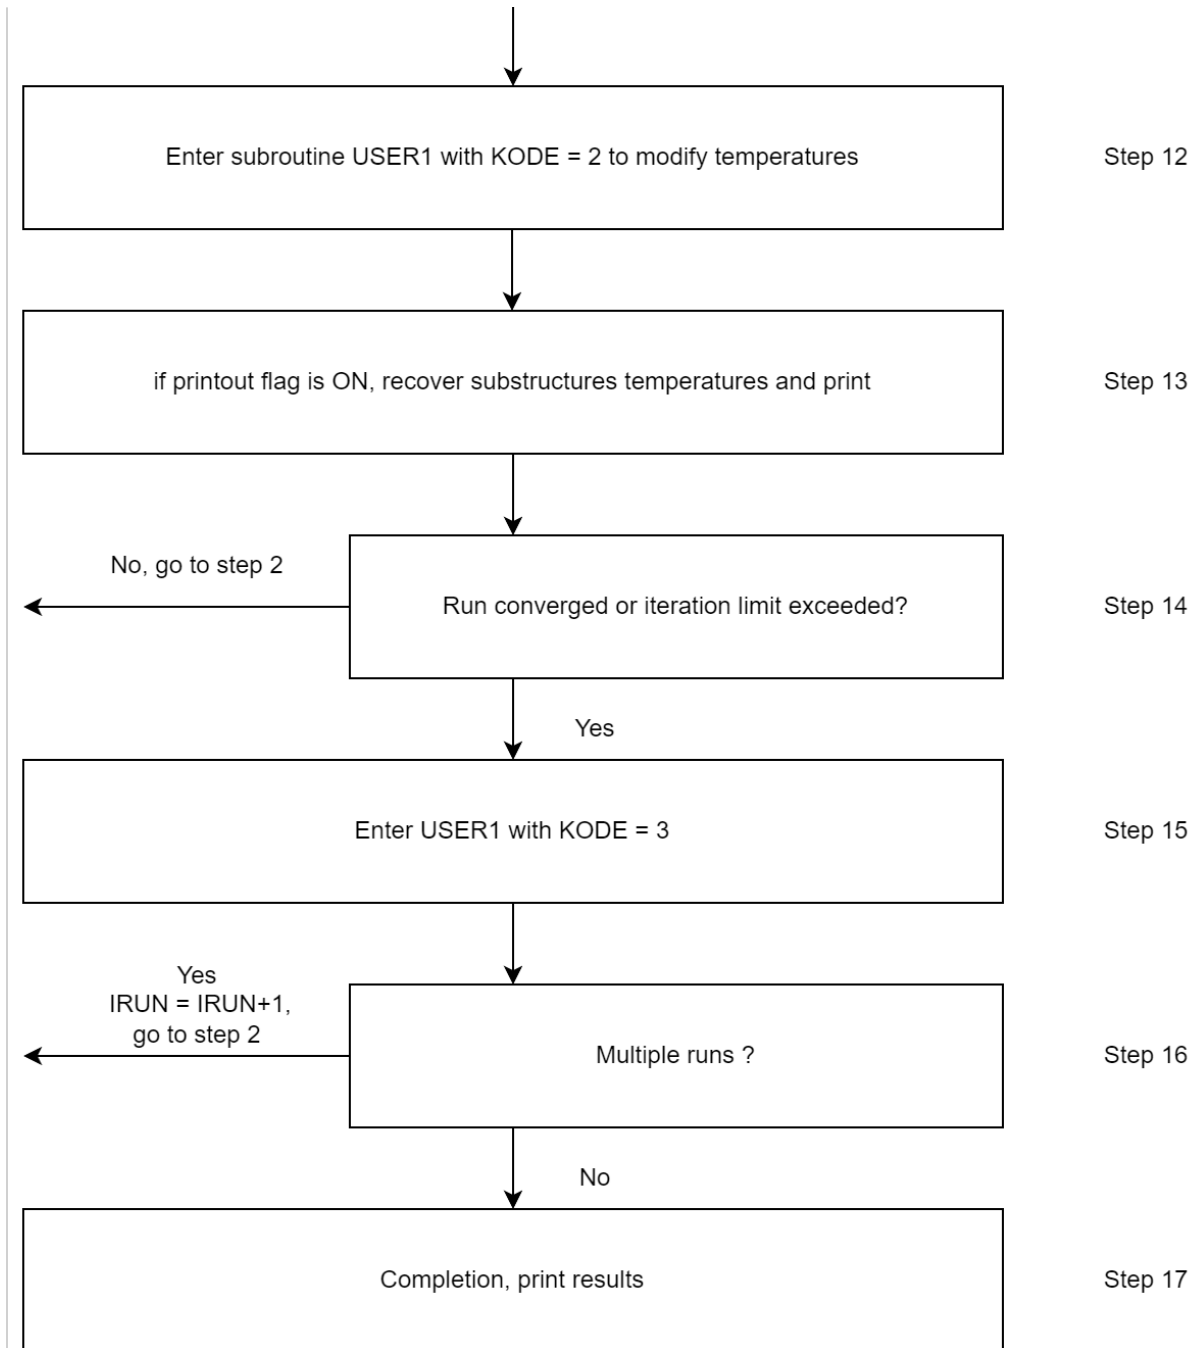 Enter subroutine USER1 with KODE = 2 to modify temperatures
Step 12
if printout flag is ON, recover substructures temperatures and print
Step 13
No, go to step 2
Run converged or iteration limit exceeded?
Step 14
Yes
Enter USER1 with KODE = 3
Step 15
Yes
IRUN = IRUN+1,
go to step 2
Multiple runs ?
Step 16
No
Completion, print results
Step 17